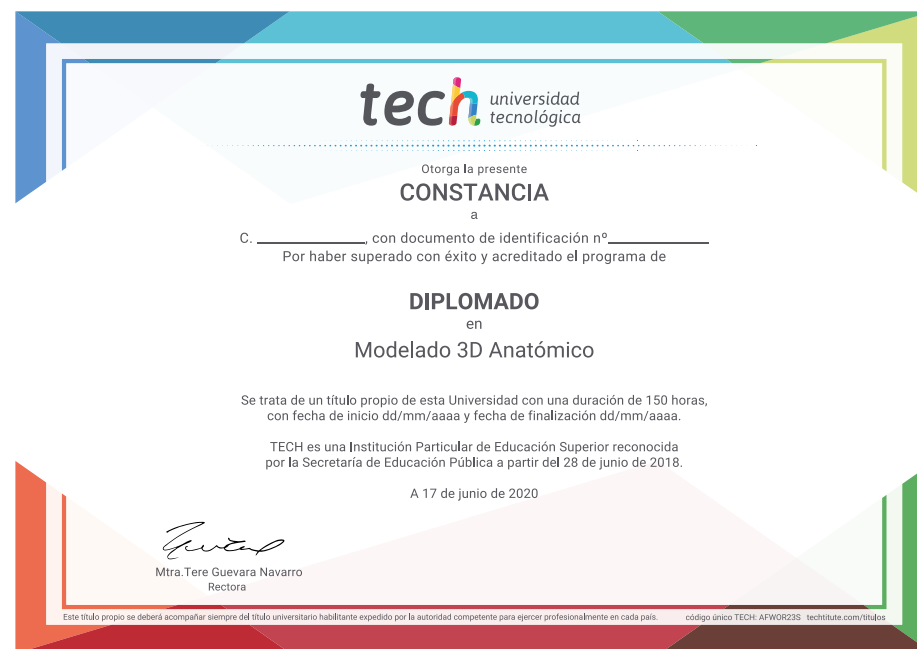 tech universidad
tecnológica
Otorga la presente
CONSTANCIA
a
C. ____________, con documento de identificación nº____________
Por haber superado con éxito y acreditado el programa de
DIPLOMADO
en
Modelado 3D Anatómico
Se trata de un título propio de esta Universidad con una duración de 150 horas,
con fecha de inicio dd/mm/aaaa y fecha de finalización dd/mm/aaaa.
TECH es una Institución Particular de Educación Superior reconocida
por la Secretaría de Educación Pública a partir del 28 de junio de 2018.
A 17 de junio de 2020
Mtra.Tere Guevara Navarro
Rectora
Este título propio se deberá acompañar siempre del título universitario habilitante expedido por la autoridad competente para ejercer profesionalmente en cada país. código único TECH: AFWOR23S techtitute.com/titulos